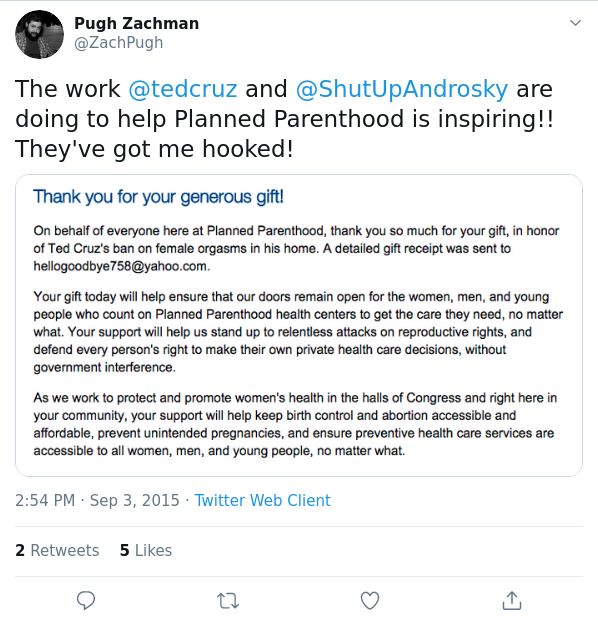 Pugh Zachman
@ZachPugh
The work @tedcruz and @ShutUpAndrosky are
doing to help Planned Parenthood is inspiring!!
They've got me hooked!
Thank you for your generous gift!
On behalf of everyone here at Planned Parenthood, thank you so much for your gift, in honor
of Ted Cruz's ban on female orgasms in his home. A detailed gift receipt was sent to
hellogoodbye758@yahoo.com.
Your gift today will help ensure that our doors remain open for the women, men, and young
people who count on Planned Parenthood health centers to get the care they need, no matter
what. Your support will help us stand up to relentless attacks on reproductive rights, and
defend every person's right to make their own private health care decisions, without
government interference.
As we work to protect and promote women's health in the halls of Congress and right here in
your community, your support will help keep birth control and abortion accessible and
affordable, prevent unintended pregnancies, and ensure preventive health care services are
accessible to all women, men, and young people, no matter what.
2:54 PM · Sep 3, 2015 · Twitter Web Client
2 Retweets 5 Likes